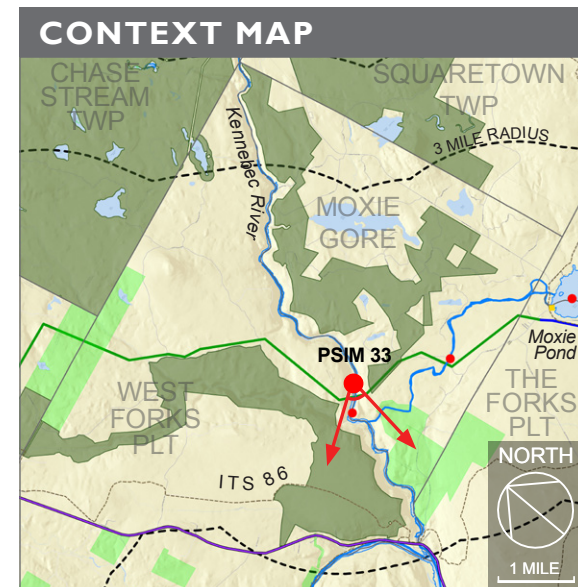 CONTEXT MAP
CHASE
STREAM
TWP
SQUARETOWN
TWP
Kennebec River
3 MILE RADIUS
MOXIE
GORE
PSIM 33
Moxie
Pond
WEST
FORKS
PLT
THE
FORKS
PLT
ITS 86
NORTH
1 MILE